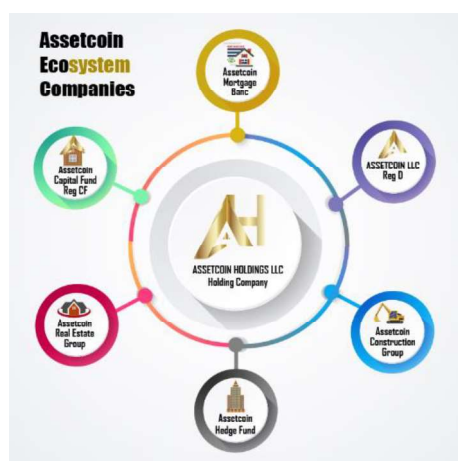 Assetcoin
Ecosystem
Companies
Assetcoin
Mortgage
Banc
ASSETCOIN LLC
Reg D
Assetcoin
Construction
Group
Assetcoin
Hedge Fund
Assetcoin
Real Estate
Group
Assetcoin
Capital Fund
Reg CF
ASSETCOIN HOLDINGS LLC
Holding Company